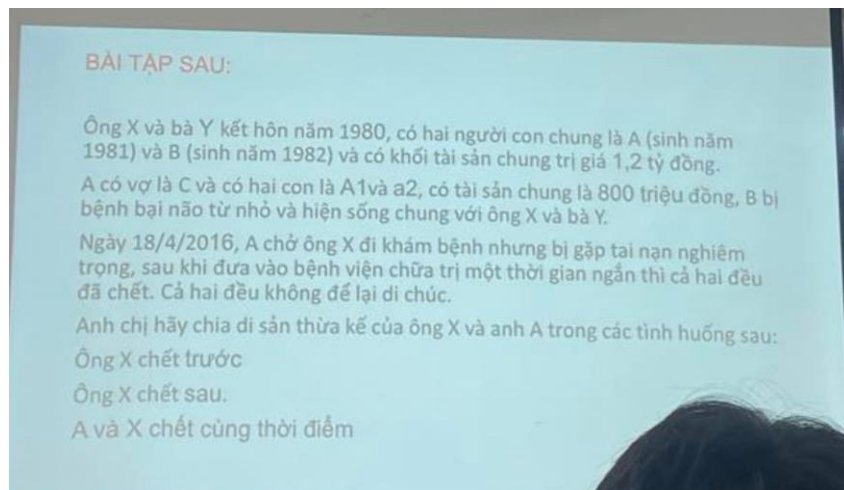 BÀI TẬP SAU:
Ông X và bà Y kết hôn năm 1980, có hai người con chung là A (sinh năm
1981) và B (sinh năm 1982) và có khối tài sản chung trị giá 1,2 tỷ đồng.
A có vợ là C và có hai con là A1và a2, có tài sản chung là 800 triệu đồng, B bị
bệnh bại não từ nhỏ và hiện sống chung với ông X và bà Y.
Ngày 18/4/2016, A chở ông X đi khám bệnh nhưng bị gặp tai nạn nghiêm
trọng, sau khi đưa vào bệnh viện chữa trị một thời gian ngắn thì cả hai đều
đã chết. Cả hai đều không để lại di chúc.
Anh chị hãy chia di sản thừa kế của ông X và anh A trong các tình huống sau:
Ông X chết trước
Ông X chết sau.
A và X chết cùng thời điểm